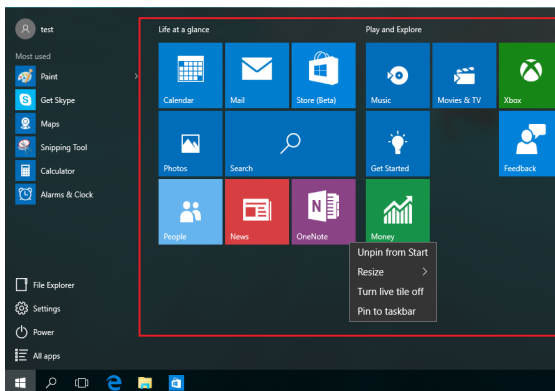 test
Most used
Paint
Get Skype
Maps
Snipping Tool
Calculator
Alarms & Clock
File Explorer
Settings
Power
All apps
Life at a glance
Calendar
Mail
Store (Beta)
Photos
Search
People
News
OneNote
Play and Explore
Music
Movies & TV
Xbox
Get Started
Feedback
Money
Unpin from Start
Resize
Turn live tile off
Pin to taskbar